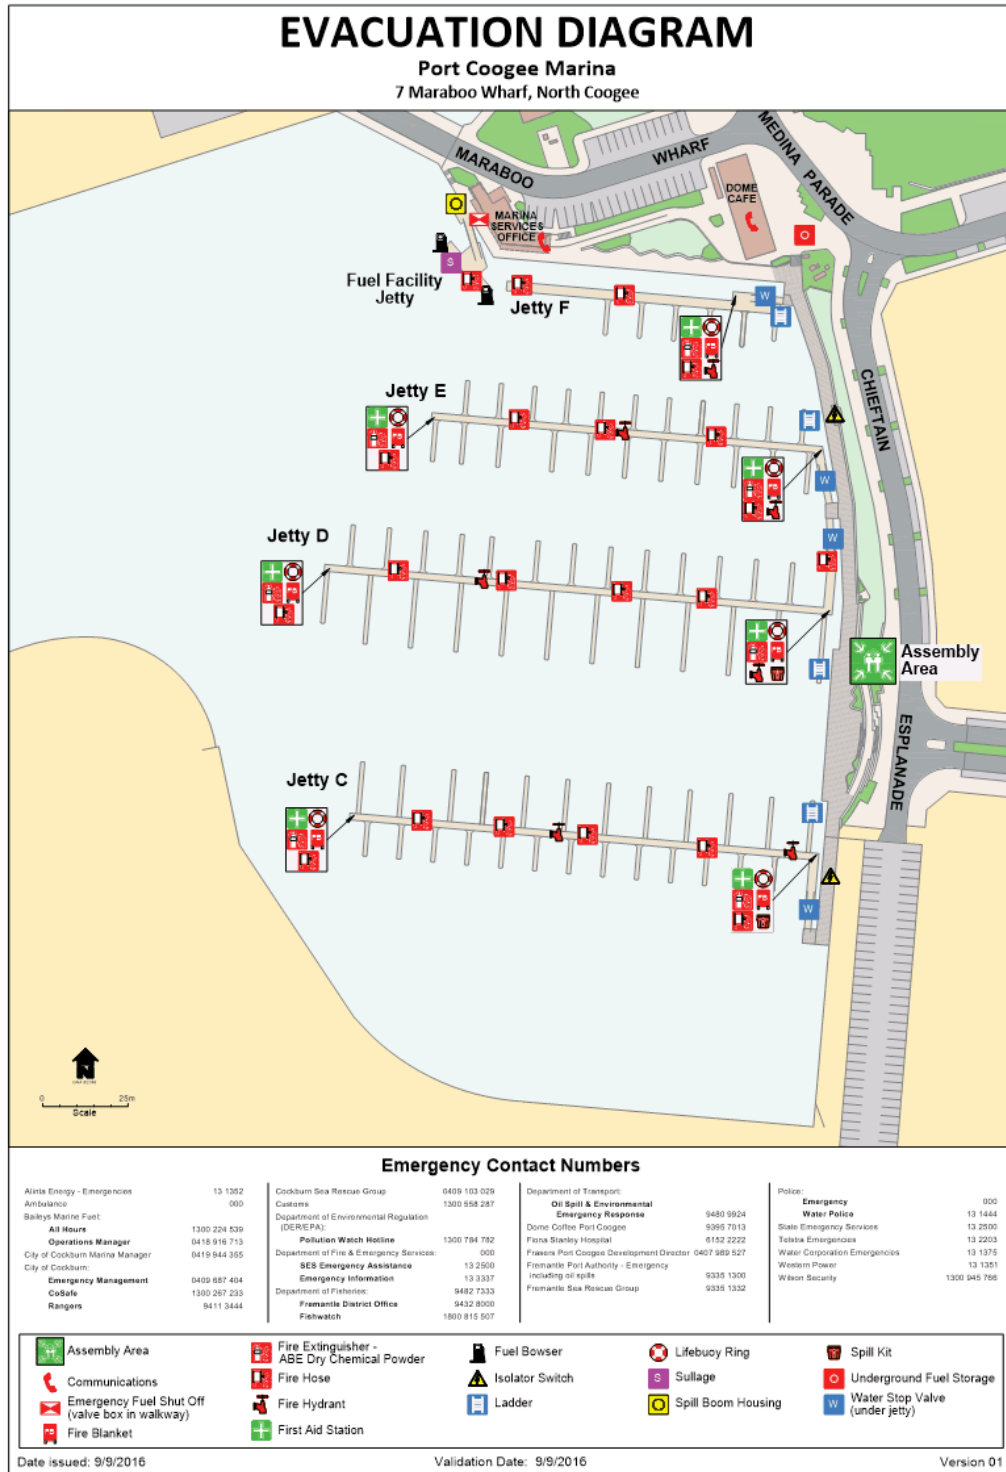 EVACUATION DIAGRAM
Port Coogee Marina
7 Maraboo Wharf, North Coogee
MARABOO
WHARF
MEDINA PARADE
DOME
CAFE
MARINA
SERVICES
OFFICE
O
S
Fuel Facility
Jetty
Jetty F
W
CHIEFTAIN
Jetty E
W
Jetty D
W
Assembly
Area
ESPLANADE
Jetty C
W
N
0 25m
Scale
Emergency Contact Numbers
Alinta Energy - Emergencies 13 1352
Ambulance 000
Baileys Marine Fuel:
All Hours 1300 224 539
Operations Manager 0418 916 713
City of Cockburn Marina Manager 0419 944 355
City of Cockburn:
Emergency Management 0409 687 404
CoSafe 1300 267 233
Rangers 9411 3444
Cockburn Sea Rescue Group 0409 103 029
Customs 1300 558 287
Department of Environmental Regulation
(DER/EPA):
Pollution Watch Hotline 1300 784 782
Department of Fire & Emergency Services: 000
SES Emergency Assistance 13 2500
Emergency Information 13 3337
Department of Fisheries: 9482 7333
Fremantle District Office 9432 8000
Fishwatch 1800 815 507
Department of Transport:
Oil Spill & Environmental
Emergency Response 9480 9924
Dome Coffee Port Coogee 9395 7013
Fiona Stanley Hospital 6152 2222
Frasers Port Coogee Development Director 0407 989 527
Fremantle Port Authority - Emergency
including oil spills 9335 1300
Fremantle Sea Rescue Group 9335 1332
Police:
Emergency 000
Water Police 13 1444
State Emergency Services 13 2500
Telstra Emergencies 13 2203
Water Corporation Emergencies 13 1375
Western Power 13 1351
Wilson Security 1300 945 766
Assembly Area
Communications
Emergency Fuel Shut Off
(valve box in walkway)
Fire Blanket
Fire Extinguisher -
ABE Dry Chemical Powder
Fire Hose
Fire Hydrant
First Aid Station
Fuel Bowser
Isolator Switch
Ladder
Lifebuoy Ring
S Sullage
Spill Boom Housing
Spill Kit
O Underground Fuel Storage
W Water Stop Valve
(under jetty)
Date issued: 9/9/2016
Validation Date: 9/9/2016
Version 01